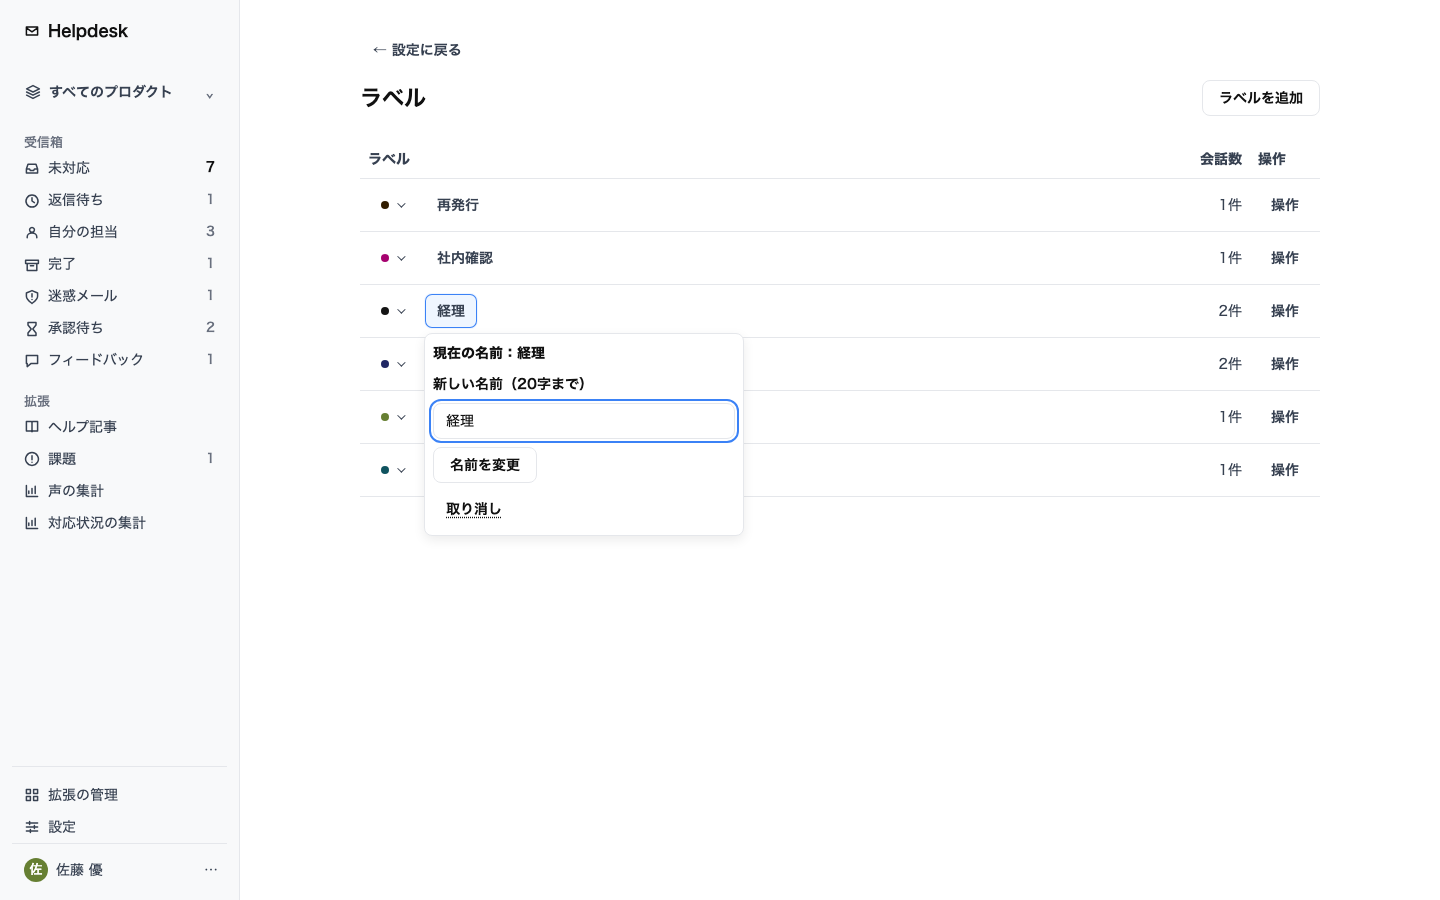 Helpdesk
すべてのプロダクト
受信箱
未対応 7
返信待ち 1
自分の担当 3
完了 1
迷惑メール 1
承認待ち 2
フィードバック 1
拡張
ヘルプ記事
課題 1
声の集計
対応状況の集計
拡張の管理
設定
佐 佐藤 優 …
← 設定に戻る
ラベル
ラベルを追加
ラベル 会話数 操作
再発行 1件 操作
社内確認 1件 操作
経理 2件 操作
現在の名前：経理
新しい名前（20字まで）
経理
名前を変更
取り消し
2件 操作
1件 操作
1件 操作